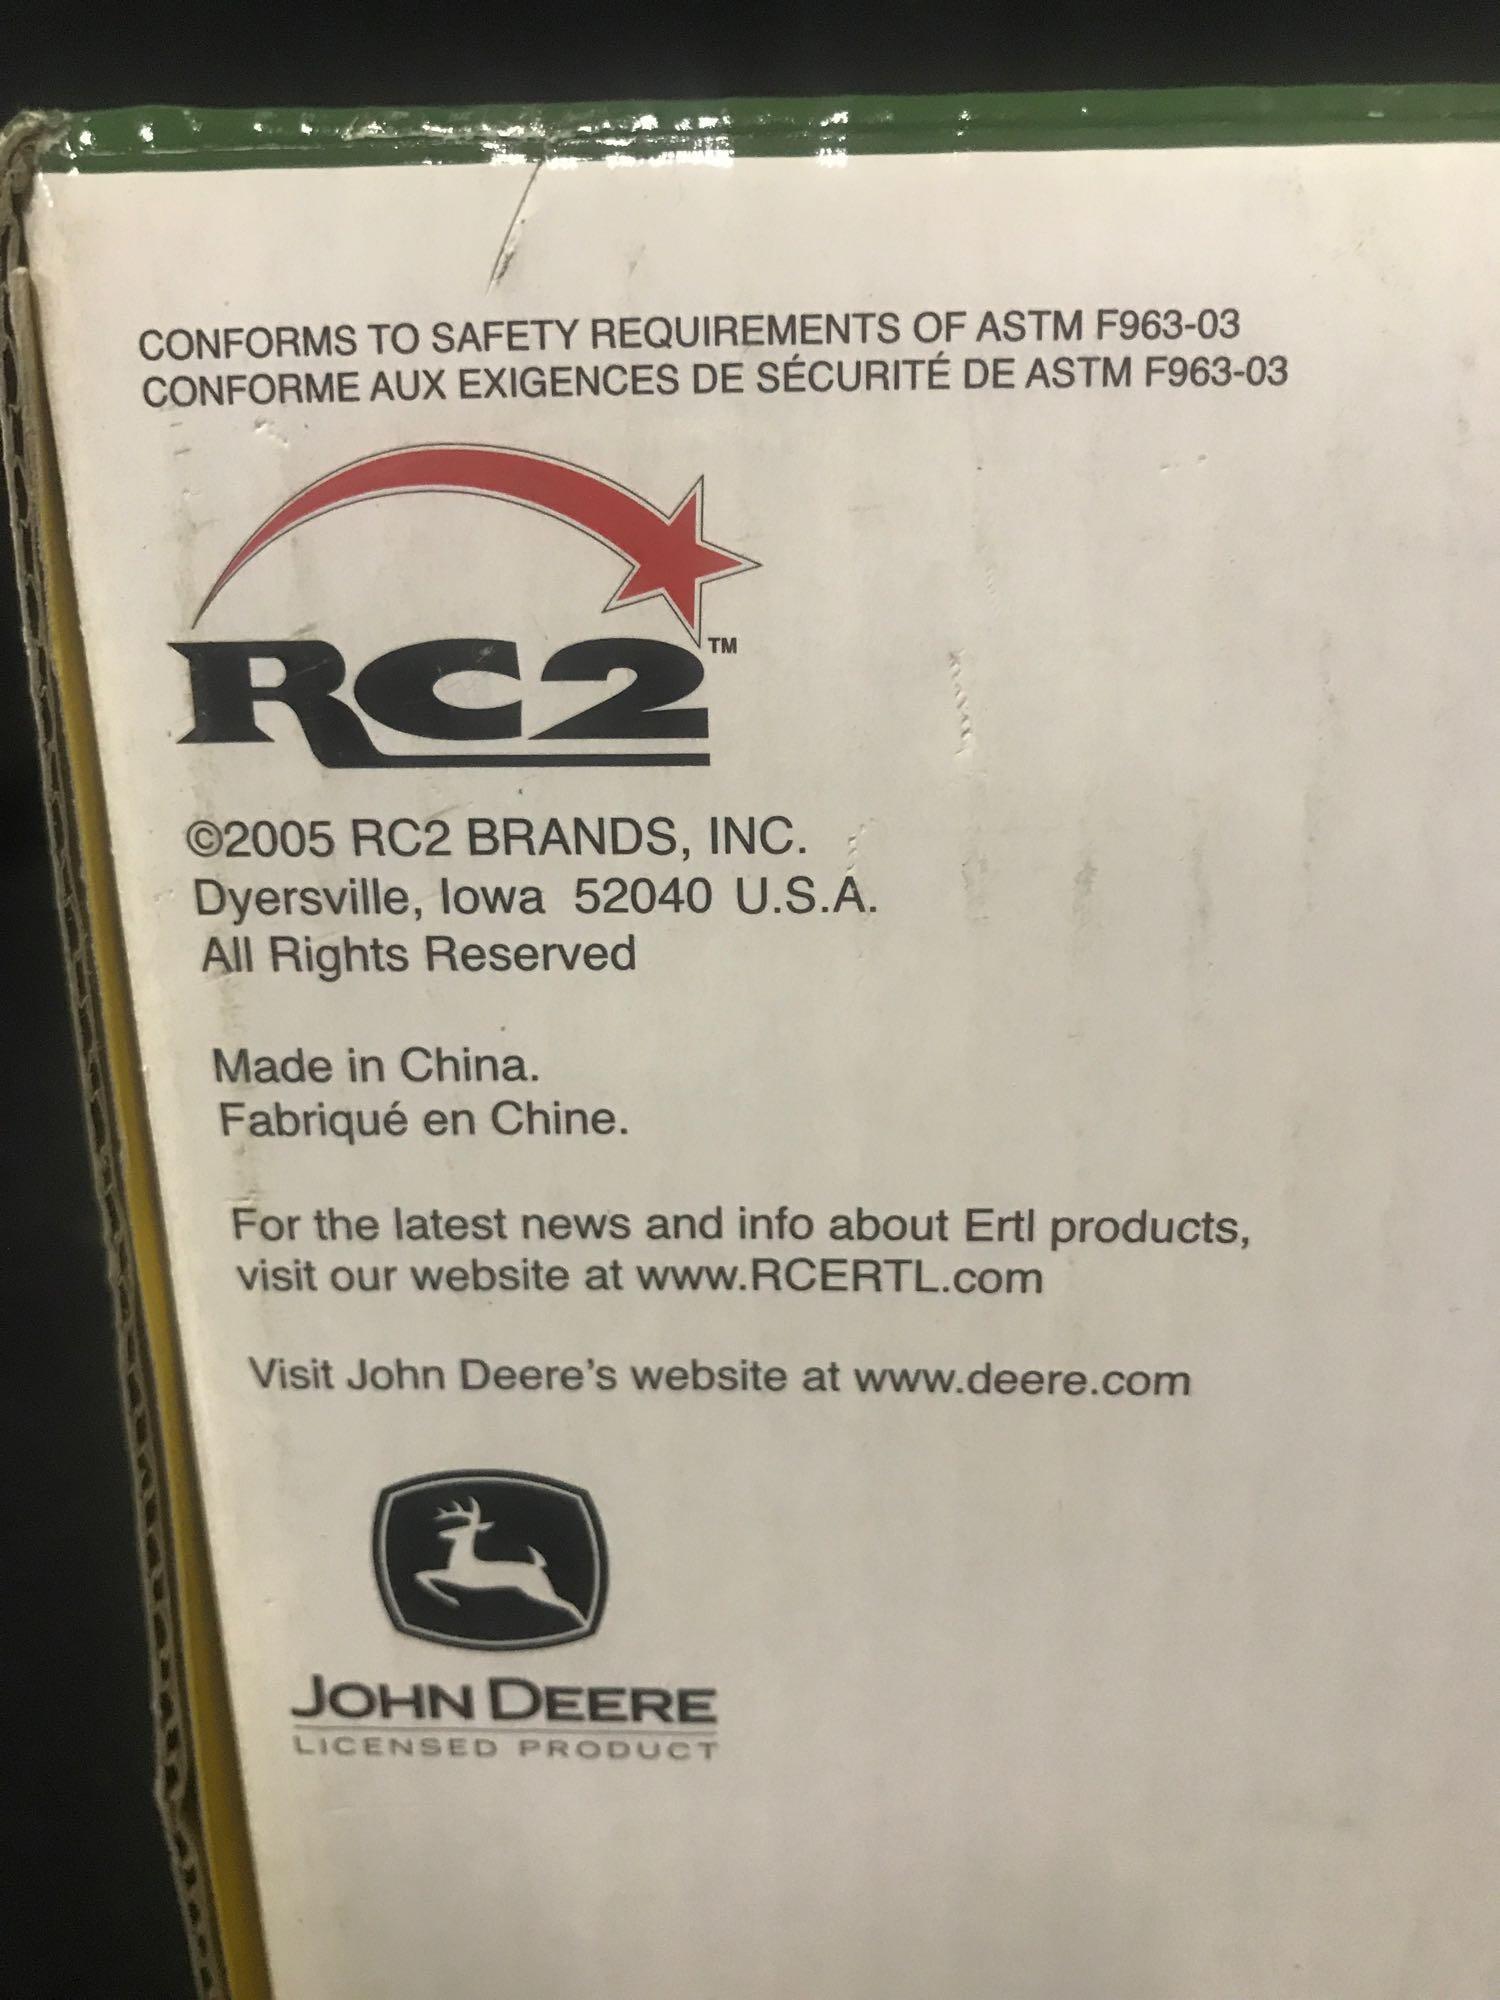 CONFORMS TO SAFETY REQUIREMENTS OF ASTM F963-03
CONFORME AUX EXIGENCES DE SÉCURITÉ DE ASTM F963-03
RC2™
©2005 RC2 BRANDS, INC.
Dyersville, Iowa 52040 U.S.A.
All Rights Reserved
Made in China.
Fabriqué en Chine.
For the latest news and info about Ertl products,
visit our website at www.RCERTL.com
Visit John Deere’s website at www.deere.com
JOHN DEERE
LICENSED PRODUCT